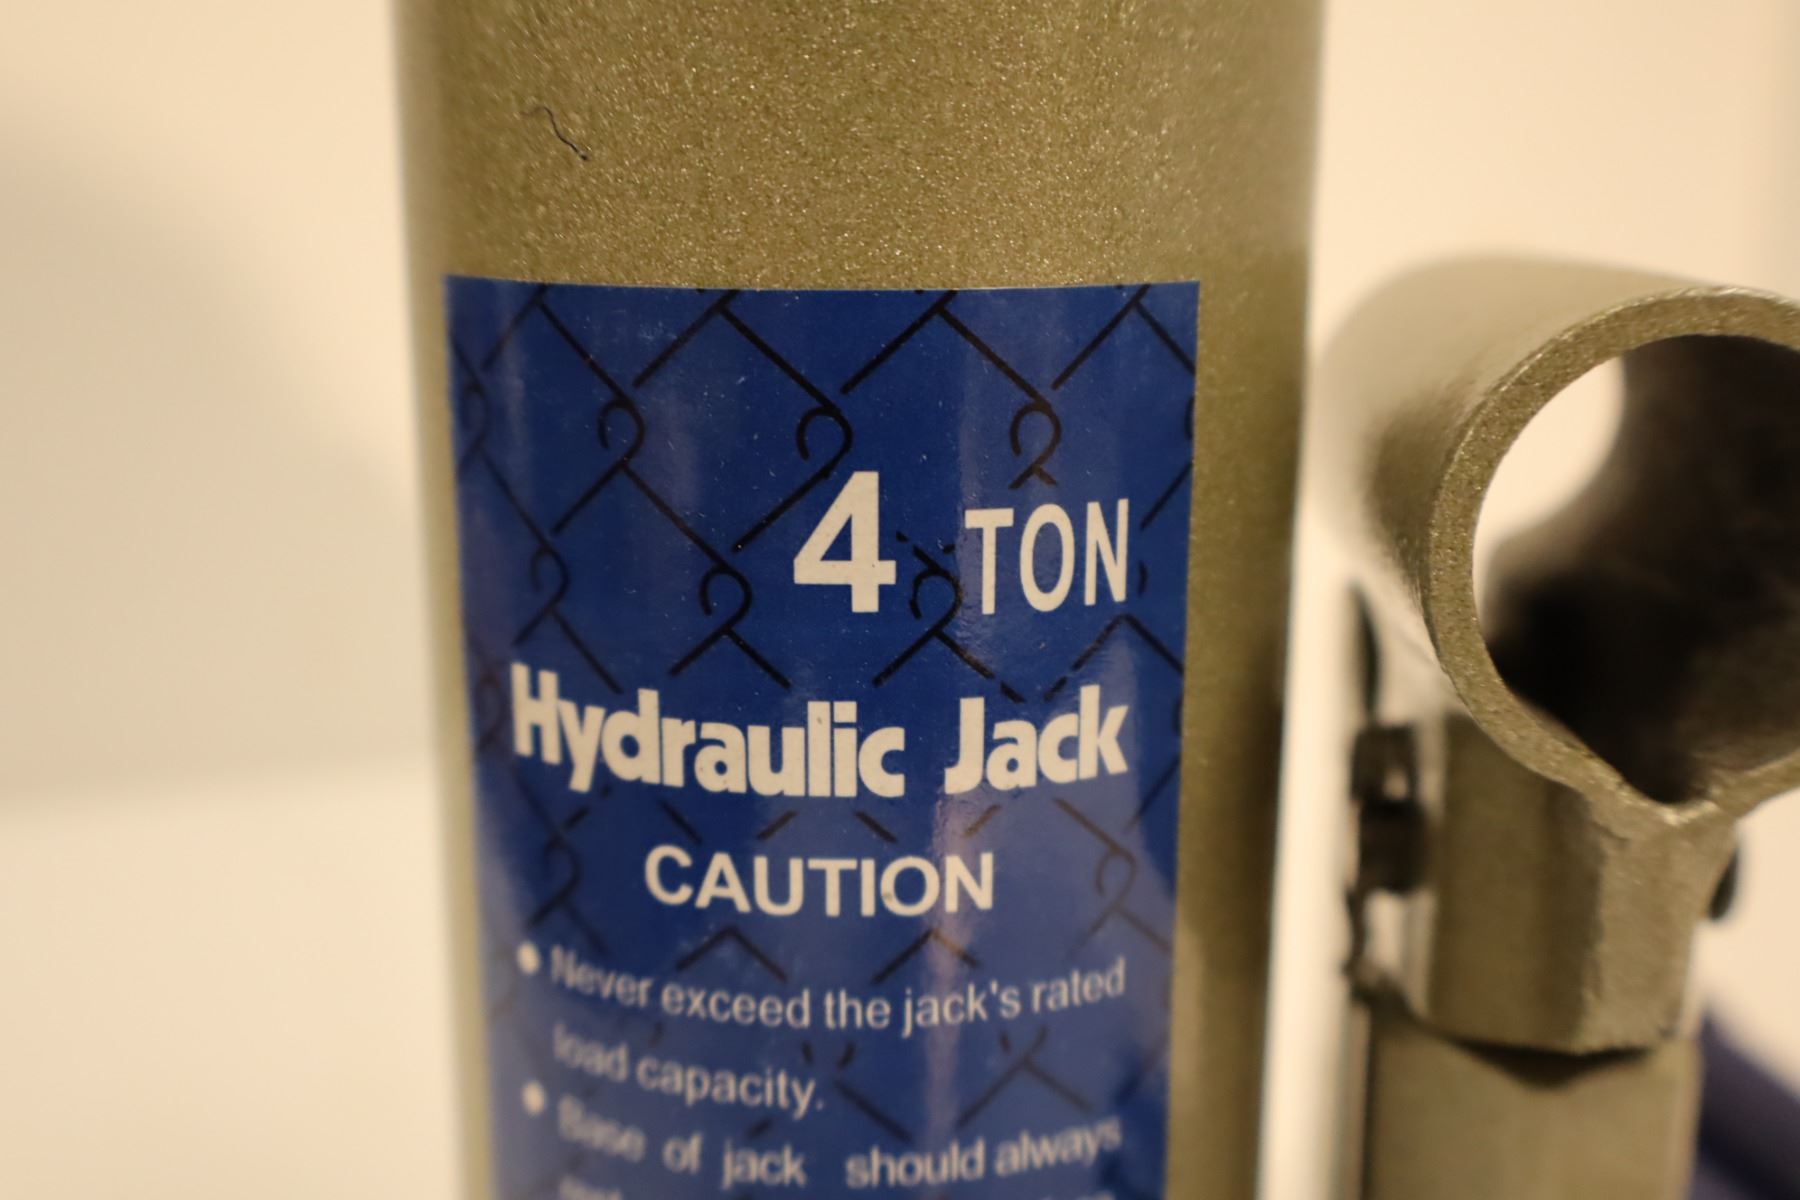 4 TON
Hydraulic Jack
CAUTION
• Never exceed the jack's rated
load capacity.
• Base of jack should always